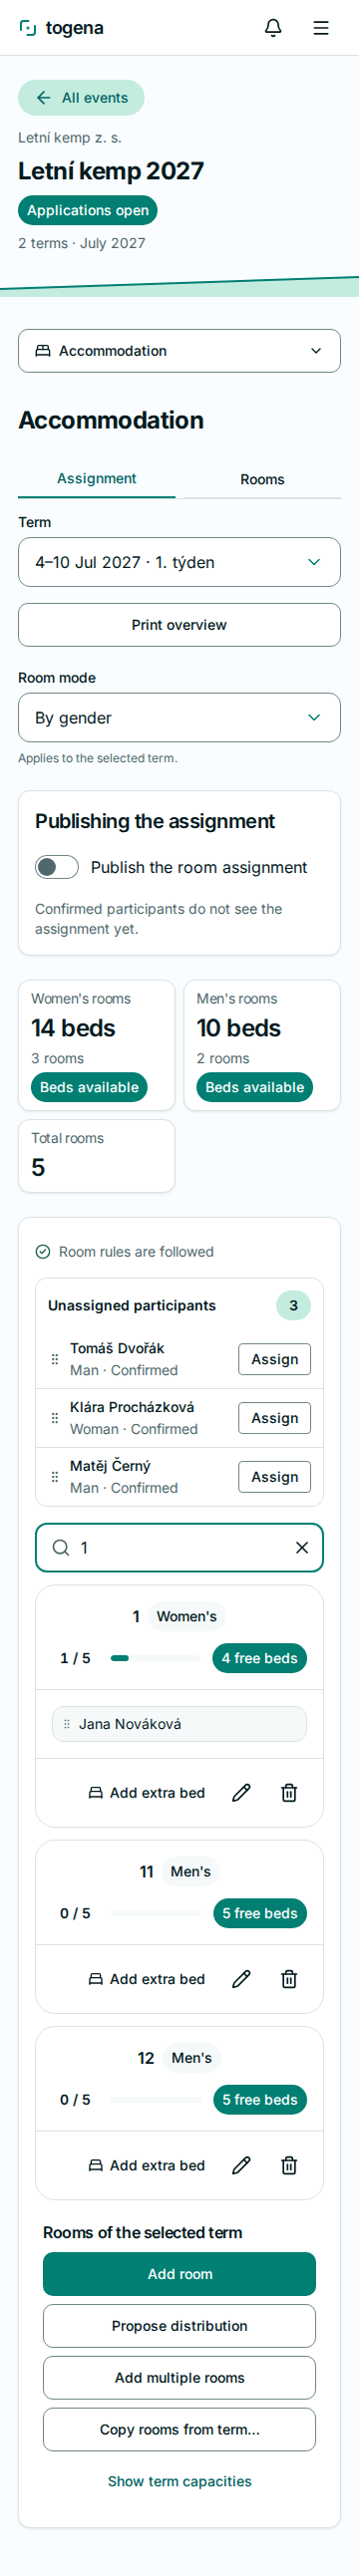 togena
All events
Letní kemp z. s.
Letní kemp 2027
Applications open
2 terms · July 2027
Accommodation
Accommodation
Assignment
Rooms
Term
4–10 Jul 2027 · 1. týden
Print overview
Room mode
By gender
Applies to the selected term.
Publishing the assignment
Publish the room assignment
Confirmed participants do not see the
assignment yet.
Women's rooms
14 beds
3 rooms
Beds available
Men's rooms
10 beds
2 rooms
Beds available
Total rooms
5
Room rules are followed
Unassigned participants
3
Tomáš Dvořák
Man · Confirmed
Assign
Klára Procházková
Woman · Confirmed
Assign
Matěj Černý
Man · Confirmed
Assign
1
1 Women's
1 / 5
4 free beds
Jana Nováková
Add extra bed
11 Men's
0 / 5
5 free beds
Add extra bed
12 Men's
0 / 5
5 free beds
Add extra bed
Rooms of the selected term
Add room
Propose distribution
Add multiple rooms
Copy rooms from term...
Show term capacities